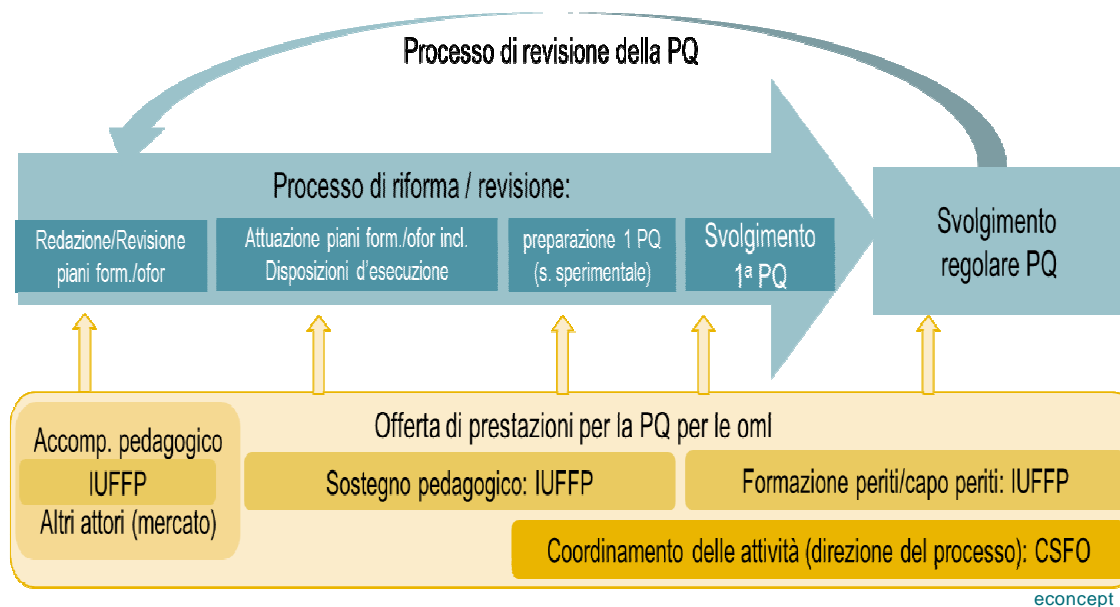 Processo di revisione della PQ
Processo di riforma / revisione:
Redazione/Revisione
piani form./ofor
Attuazione piani form./ofor incl.
Disposizioni d'esecuzione
preparazione 1 PQ
(s. sperimentale)
Svolgimento
1ª PQ
Svolgimento
regolare PQ
Offerta di prestazioni per la PQ per le oml
Accomp. pedagogico
IUFFP
Altri attori (mercato)
Sostegno pedagogico: IUFFP
Formazione periti/capo periti: IUFFP
Coordinamento delle attività (direzione del processo): CSFO
econcept